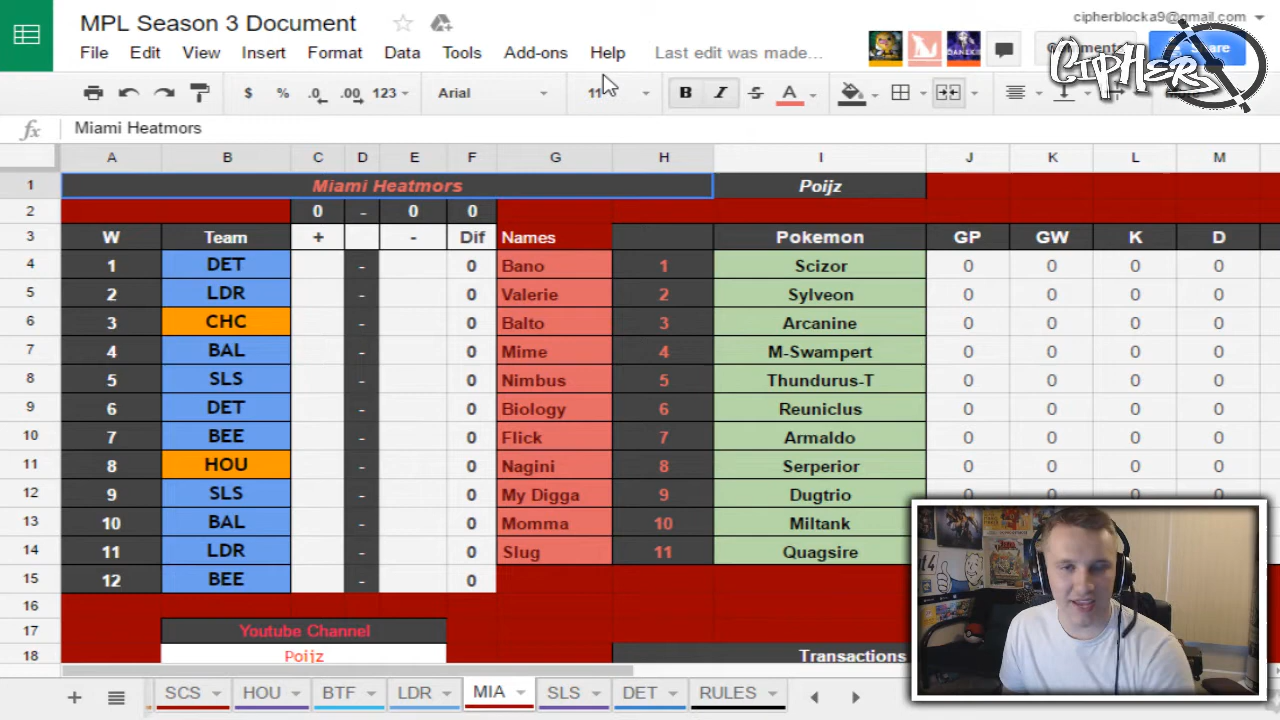 MPL Season 3 Document
cipherblocka9@gmail.com
File Edit View Insert Format Data Tools Add-ons Help Last edit was made...
Comments Share
CIPHER
$ % .0 .00 123 Arial 11 B I S A More
fx Miami Heatmors
A B C D E F G H I J K L M
1 Miami Heatmors Poijz
2 0 - 0 0
3 W Team + - Dif Names Pokemon GP GW K D
4 1 DET - 0 Bano 1 Scizor 0 0 0 0
5 2 LDR - 0 Valerie 2 Sylveon 0 0 0 0
6 3 CHC - 0 Balto 3 Arcanine 0 0 0 0
7 4 BAL - 0 Mime 4 M-Swampert 0 0 0 0
8 5 SLS - 0 Nimbus 5 Thundurus-T 0 0 0 0
9 6 DET - 0 Biology 6 Reuniclus 0 0 0 0
10 7 BEE - 0 Flick 7 Armaldo 0 0 0 0
11 8 HOU - 0 Nagini 8 Serperior 0 0 0 0
12 9 SLS - 0 My Digga 9 Dugtrio 0 0 0 0
13 10 BAL - 0 Momma 10 Miltank
14 11 LDR - 0 Slug 11 Quagsire
15 12 BEE - 0
16
17 Youtube Channel
18 Poijz Transactions
+ SCS HOU BTF LDR MIA SLS DET RULES